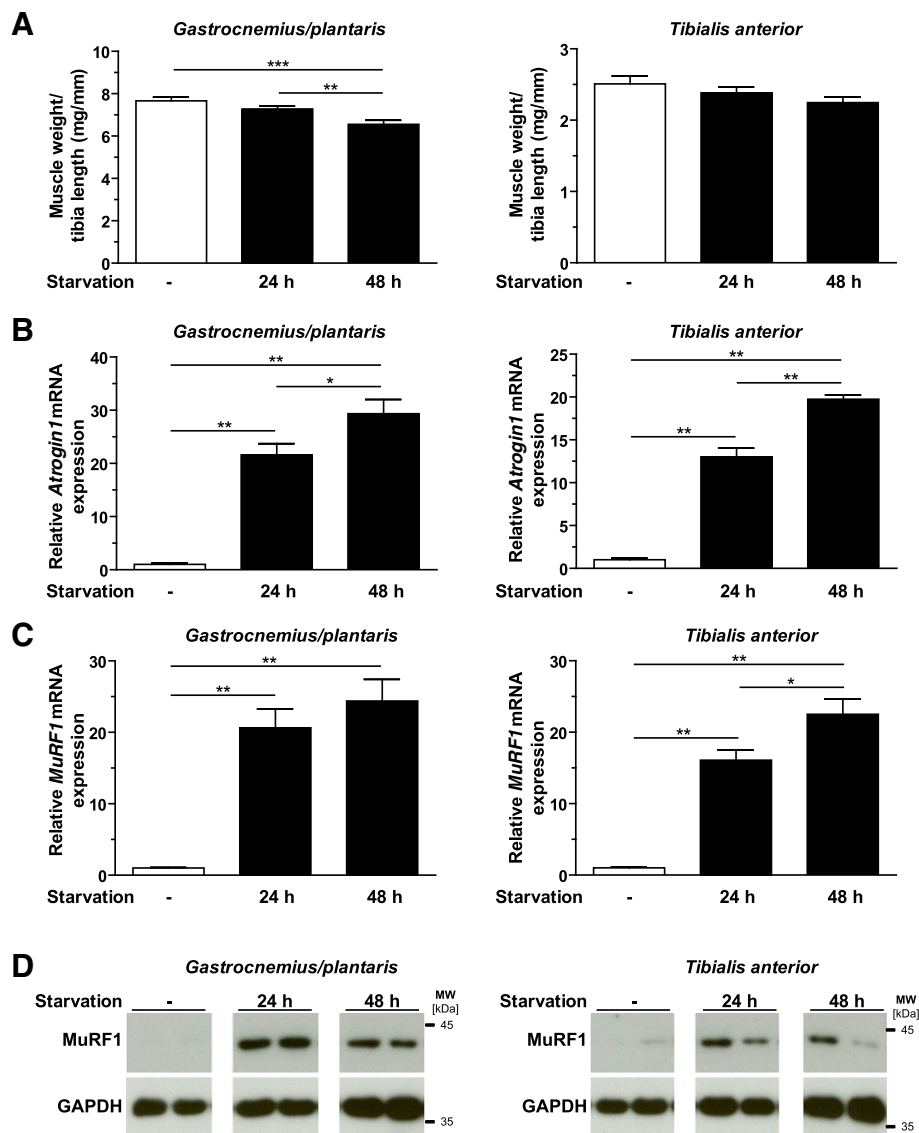 A
Gastrocnemius/plantaris
Tibialis anterior
Muscle weight/
tibia length (mg/mm)
10
8
6
4
2
0
***
**
Starvation - 24 h 48 h
Muscle weight/
tibia length (mg/mm)
3
2
1
0
- 24 h 48 h
B
Gastrocnemius/plantaris
Tibialis anterior
Relative Atrogin1 mRNA
expression
40
30
20
10
0
**
*
**
Starvation - 24 h 48 h
Relative Atrogin1 mRNA
expression
25
20
15
10
5
0
**
**
**
- 24 h 48 h
C
Gastrocnemius/plantaris
Tibialis anterior
Relative MuRF1 mRNA
expression
30
20
10
0
**
**
Starvation - 24 h 48 h
Relative MuRF1 mRNA
expression
30
20
10
0
**
*
**
- 24 h 48 h
D
Gastrocnemius/plantaris
Tibialis anterior
Starvation - 24 h 48 h MW
[kDa]
MuRF1
45
GAPDH
35
Starvation - 24 h 48 h MW
[kDa]
MuRF1
45
GAPDH
35